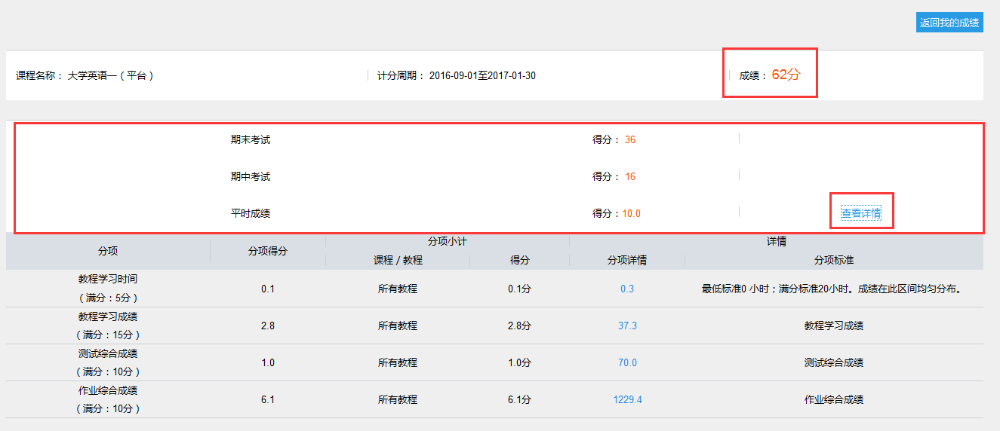 返回我的成绩
课程名称： 大学英语一（平台） 计分周期： 2016-09-01至2017-01-30 成绩： 62分
期末考试 得分： 36
期中考试 得分： 16
平时成绩 得分：10.0 查看详情
分项 分项得分 分项小计 详情
课程 / 教程 得分 分项详情 分项标准
教程学习时间
（满分：5分） 0.1 所有教程 0.1分 0.3 最低标准0 小时；满分标准20小时。成绩在此区间均匀分布。
教程学习成绩
（满分：15分） 2.8 所有教程 2.8分 37.3 教程学习成绩
测试综合成绩
（满分：10分） 1.0 所有教程 1.0分 70.0 测试综合成绩
作业综合成绩
（满分：10分） 6.1 所有教程 6.1分 1229.4 作业综合成绩